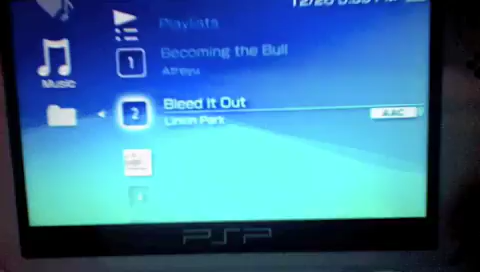 Playlists
Becoming the Bull
Atreyu
Music
1
Bleed It Out
2
Linkin Park
AAC
PSP